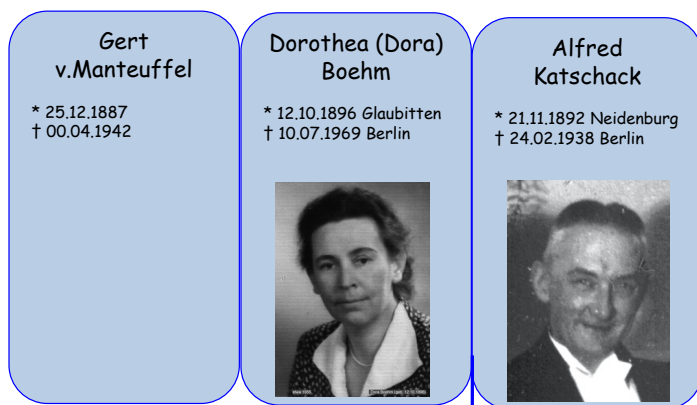 Gert
v.Manteuffel
* 25.12.1887
† 00.04.1942
Dorothea (Dora)
Boehm
* 12.10.1896 Glaubitten
† 10.07.1969 Berlin
Alfred
Katschack
* 21.11.1892 Neidenburg
† 24.02.1938 Berlin